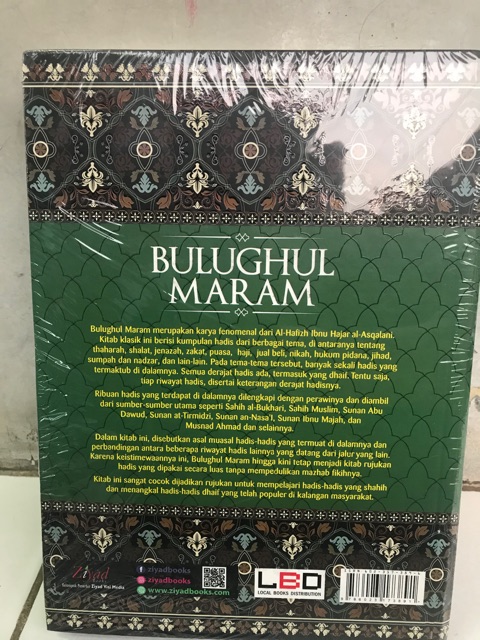 BULUGHUL
MARAM
Bulughul Maram merupakan karya fenomenal dari Al-Hafizh Ibnu Hajar al-Asqalani.
Kitab klasik ini berisi kumpulan hadis dari berbagai tema, di antaranya tentang
thaharah, shalat, jenazah, zakat, puasa, haji, jual beli, nikah, hukum pidana, jihad,
sumpah dan nadzar, dan lain-lain. Pada tema-tema tersebut, banyak sekali hadis yang
termaktub di dalamnya. Semua derajat hadis ada, termasuk yang dhaif. Tentu saja,
tiap riwayat hadis, disertai keterangan derajat hadisnya.
Ribuan hadis yang terdapat di dalamnya dilengkapi dengan perawinya dan diambil
dari sumber-sumber utama seperti Sahih al-Bukhari, Sahih Muslim, Sunan Abu
Dawud, Sunan at-Tirmidzi, Sunan an-Nasa'I, Sunan Ibnu Majah, dan
Musnad Ahmad dan selainnya.
Dalam kitab ini, disebutkan asal muasal hadis-hadis yang termuat di dalamnya dan
perbandingan antara beberapa riwayat hadis lainnya yang datang dari jalur yang lain.
Karena keistimewaannya ini, Bulughul Maram hingga kini tetap menjadi kitab rujukan
hadis yang dipakai secara luas tanpa mempedulikan mazhab fikihnya.
Kitab ini sangat cocok dijadikan rujukan untuk mempelajari hadis-hadis yang shahih
dan menangkal hadis-hadis dhaif yang telah populer di kalangan masyarakat.
Ziyad
ziyadbooks
ziyadbooks
www.ziyadbooks.com
LBD
LOCAL BOOKS DISTRIBUTION